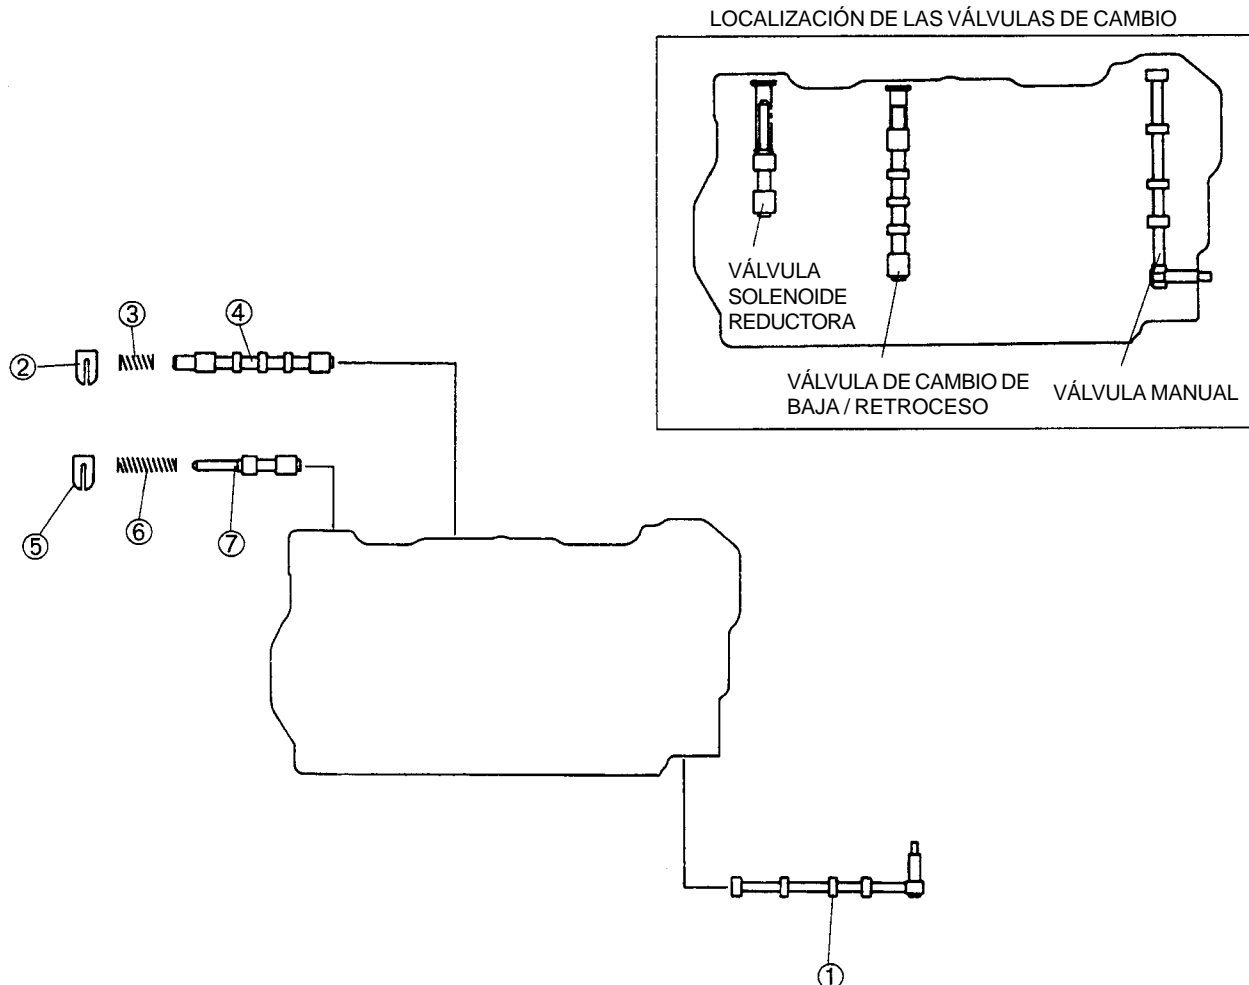 LOCALIZACIÓN DE LAS VÁLVULAS DE CAMBIO
VÁLVULA
SOLENOIDE
REDUCTORA
VÁLVULA DE CAMBIO DE
BAJA / RETROCESO
VÁLVULA MANUAL
③
④
②
⑤
⑥
⑦
①